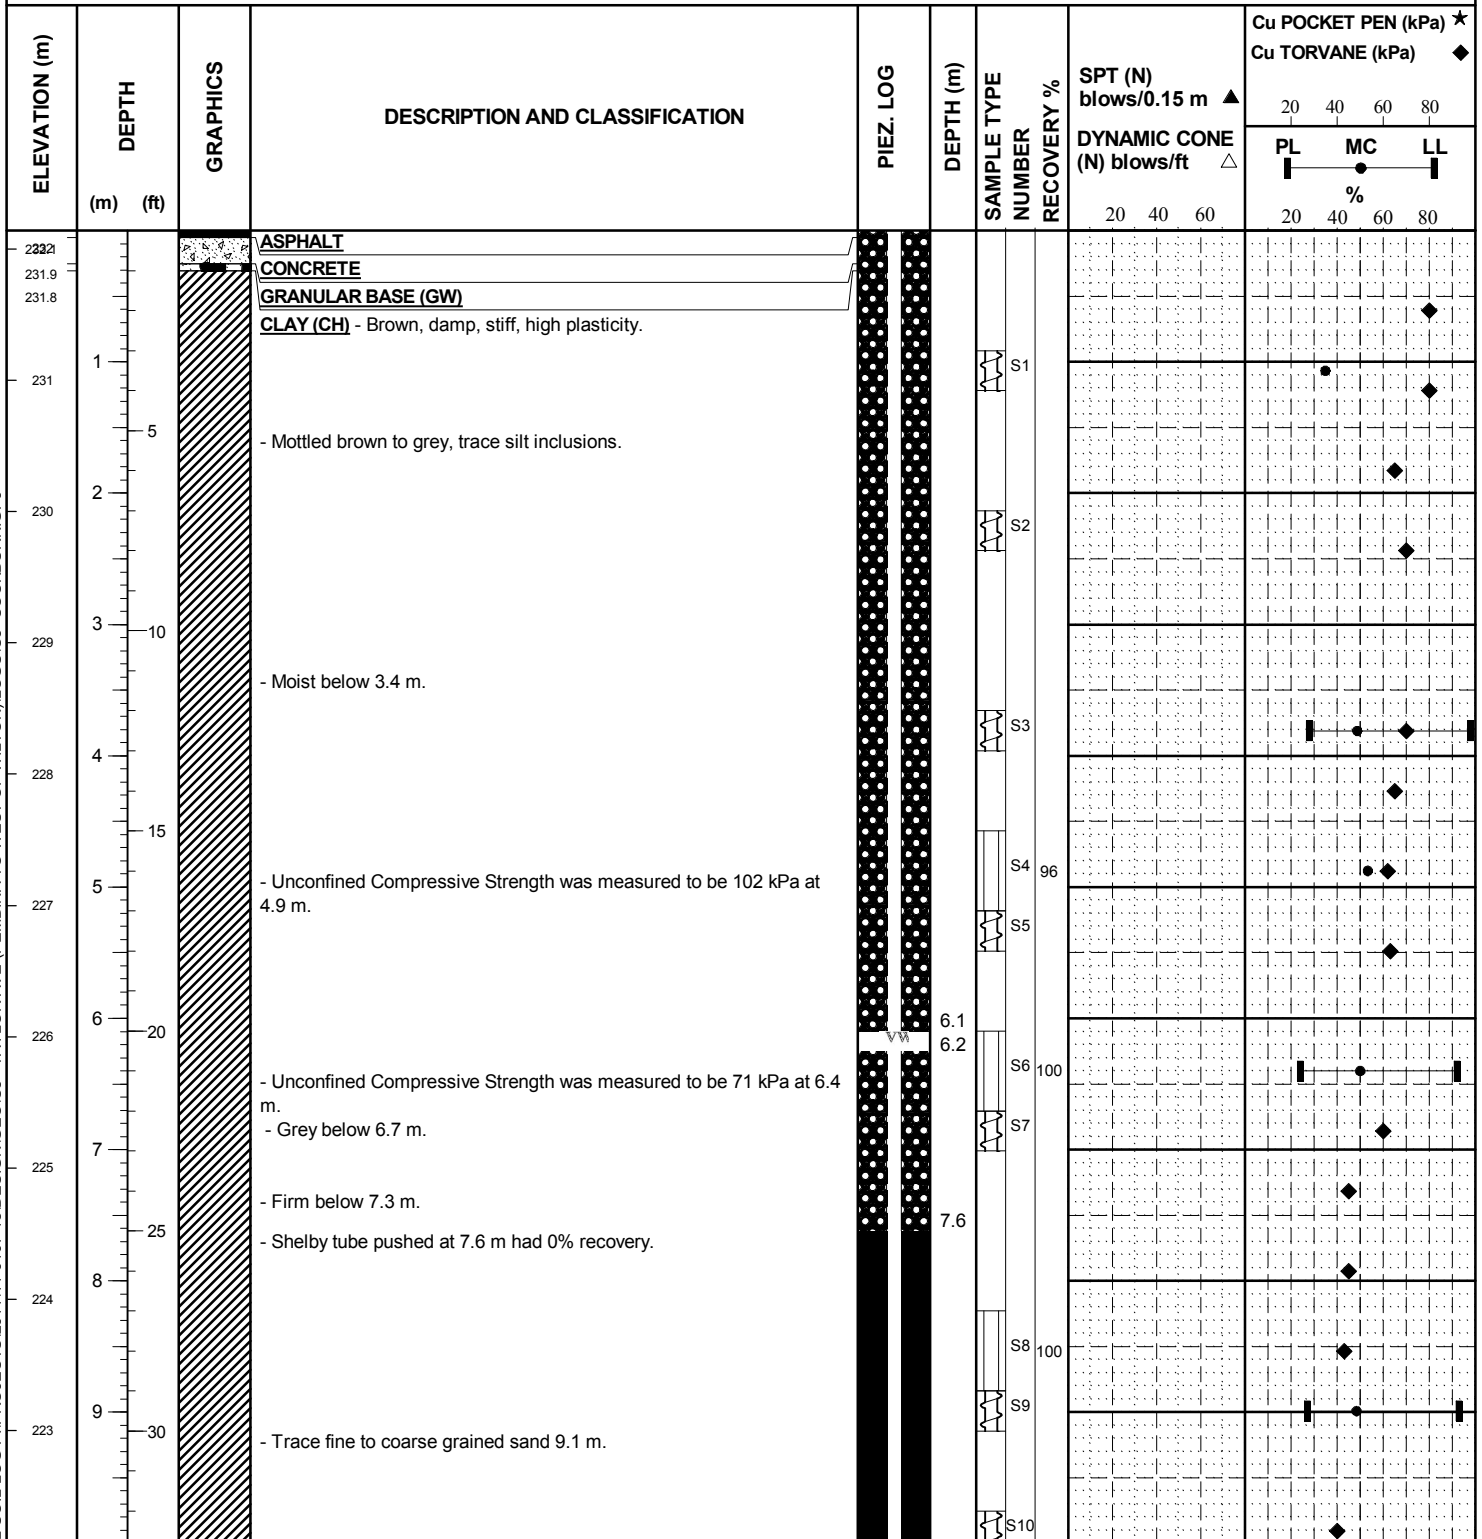 ELEVATION (m)
DEPTH
(m) (ft)
GRAPHICS
DESCRIPTION AND CLASSIFICATION
PIEZ. LOG
DEPTH (m)
SAMPLE TYPE
NUMBER
RECOVERY %
SPT (N)
blows/0.15 m ▲
DYNAMIC CONE
(N) blows/ft △
20 40 60
Cu POCKET PEN (kPa) ★
Cu TORVANE (kPa) ◆
20 40 60 80
PL MC LL
%
20 40 60 80
ASPHALT
231.9
CONCRETE
231.8
GRANULAR BASE (GW)
CLAY (CH) - Brown, damp, stiff, high plasticity.
1
S1
231
5
- Mottled brown to grey, trace silt inclusions.
2
230
S2
3
10
229
- Moist below 3.4 m.
S3
4
228
15
S4 96
5
- Unconfined Compressive Strength was measured to be 102 kPa at
4.9 m.
227
S5
6
6.1
20
226
6.2
S6 100
- Unconfined Compressive Strength was measured to be 71 kPa at 6.4
m.
- Grey below 6.7 m.
S7
7
225
- Firm below 7.3 m.
7.6
25
- Shelby tube pushed at 7.6 m had 0% recovery.
8
224
S8 100
9
S9
223
30
- Trace fine to coarse grained sand 9.1 m.
S10